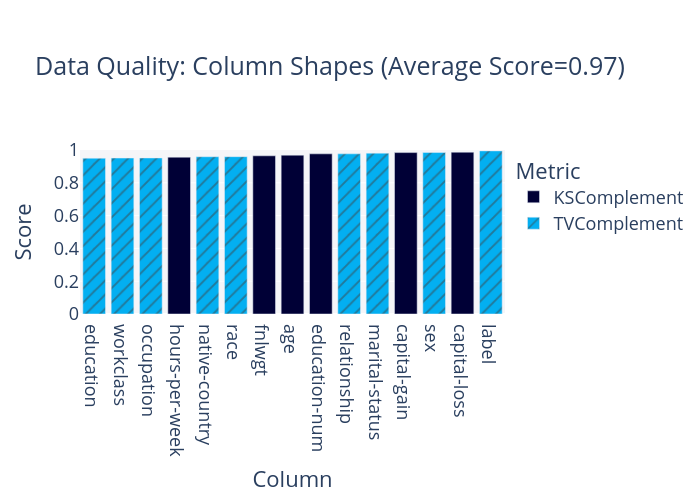 Data Quality: Column Shapes (Average Score=0.97)
Metric
KSComplement
TVComplement
Score
1
0.8
0.6
0.4
0.2
0
education
workclass
occupation
hours-per-week
native-country
race
fnlwgt
age
education-num
relationship
marital-status
capital-gain
sex
capital-loss
label
Column